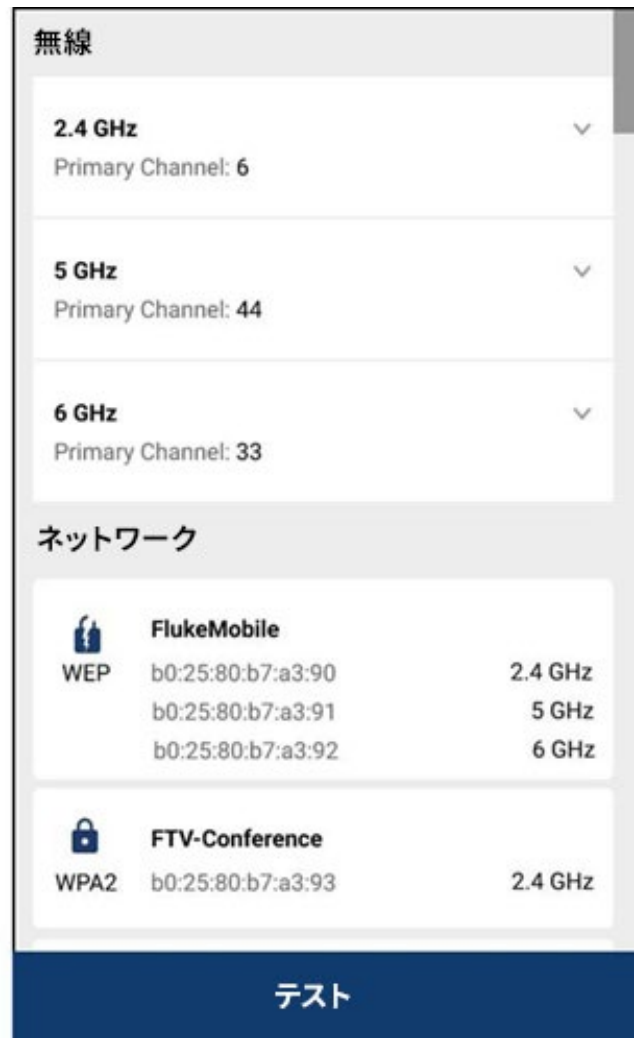 無線
2.4 GHz
Primary Channel: 6
5 GHz
Primary Channel: 44
6 GHz
Primary Channel: 33
ネットワーク
FlukeMobile
WEP b0:25:80:b7:a3:90 2.4 GHz
b0:25:80:b7:a3:91 5 GHz
b0:25:80:b7:a3:92 6 GHz
FTV-Conference
WPA2 b0:25:80:b7:a3:93 2.4 GHz
テスト